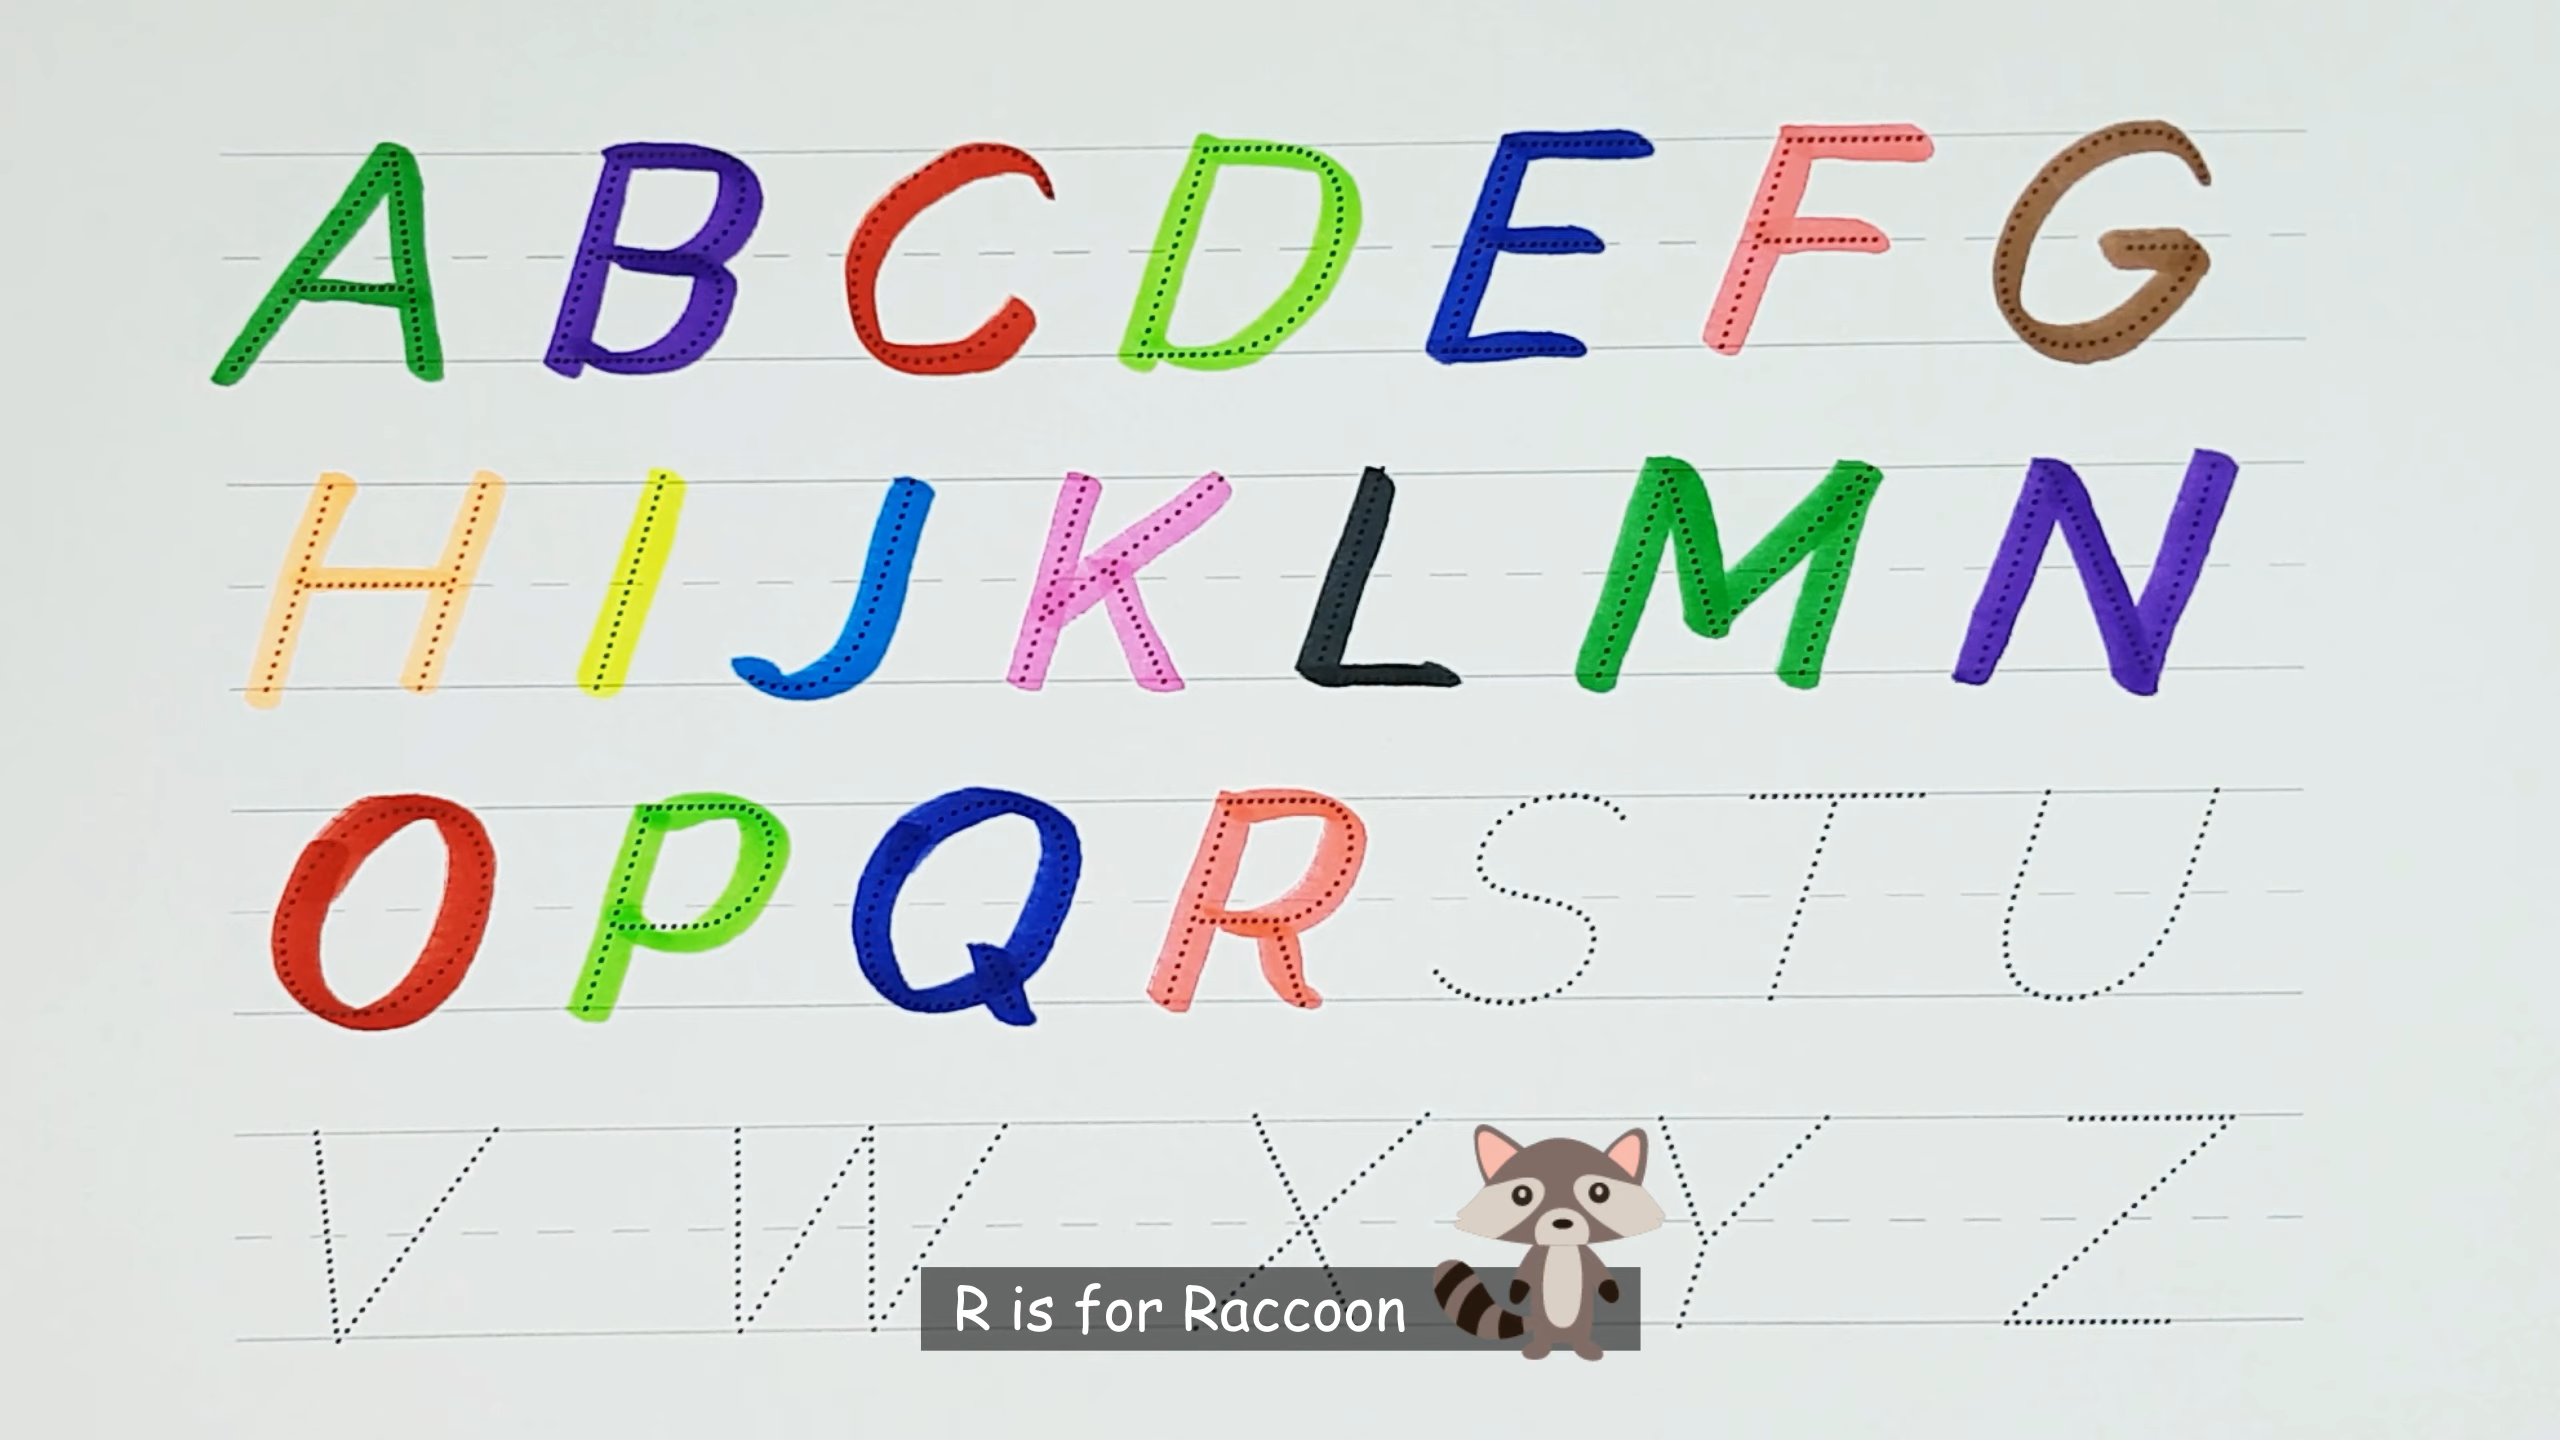 A B C D E F G
H I J K L M N
O P Q R S T U
V W X Y Z
R is for Raccoon